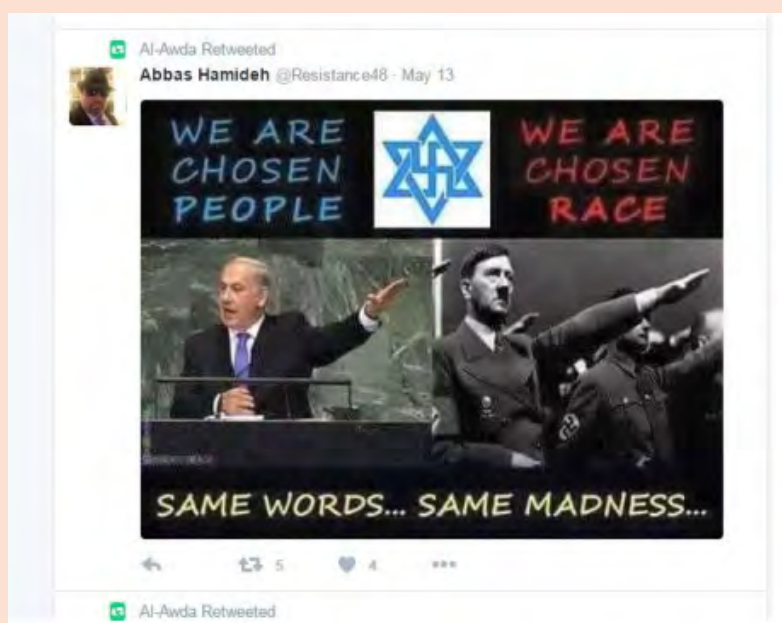 Al-Awda Retweeted
Abbas Hamideh @Resistance48 · May 13
WE ARE
CHOSEN
PEOPLE
WE ARE
CHOSEN
RACE
SAME WORDS... SAME MADNESS...
5
4
Al-Awda Retweeted